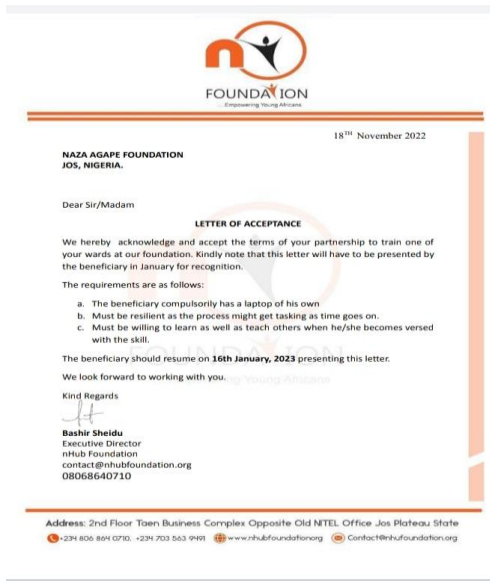 n
FOUNDATION
...Empowering Young Africans
18TH November 2022
NAZA AGAPE FOUNDATION
JOS, NIGERIA.
Dear Sir/Madam
LETTER OF ACCEPTANCE
We hereby acknowledge and accept the terms of your partnership to train one of
your wards at our foundation. Kindly note that this letter will have to be presented by
the beneficiary in January for recognition.
The requirements are as follows:
a. The beneficiary compulsorily has a laptop of his own
b. Must be resilient as the process might get tasking as time goes on.
c. Must be willing to learn as well as teach others when he/she becomes versed
with the skill.
The beneficiary should resume on 16th January, 2023 presenting this letter.
We look forward to working with you.
Kind Regards
Bashir Sheidu
Executive Director
nHub Foundation
contact@nhubfoundation.org
08068640710
Address: 2nd Floor Taen Business Complex Opposite Old NITEL Office Jos Plateau State
+234 806 864 0710, +234 703 563 9491 www.nhubfoundationorg Contact@nhufoundation.org